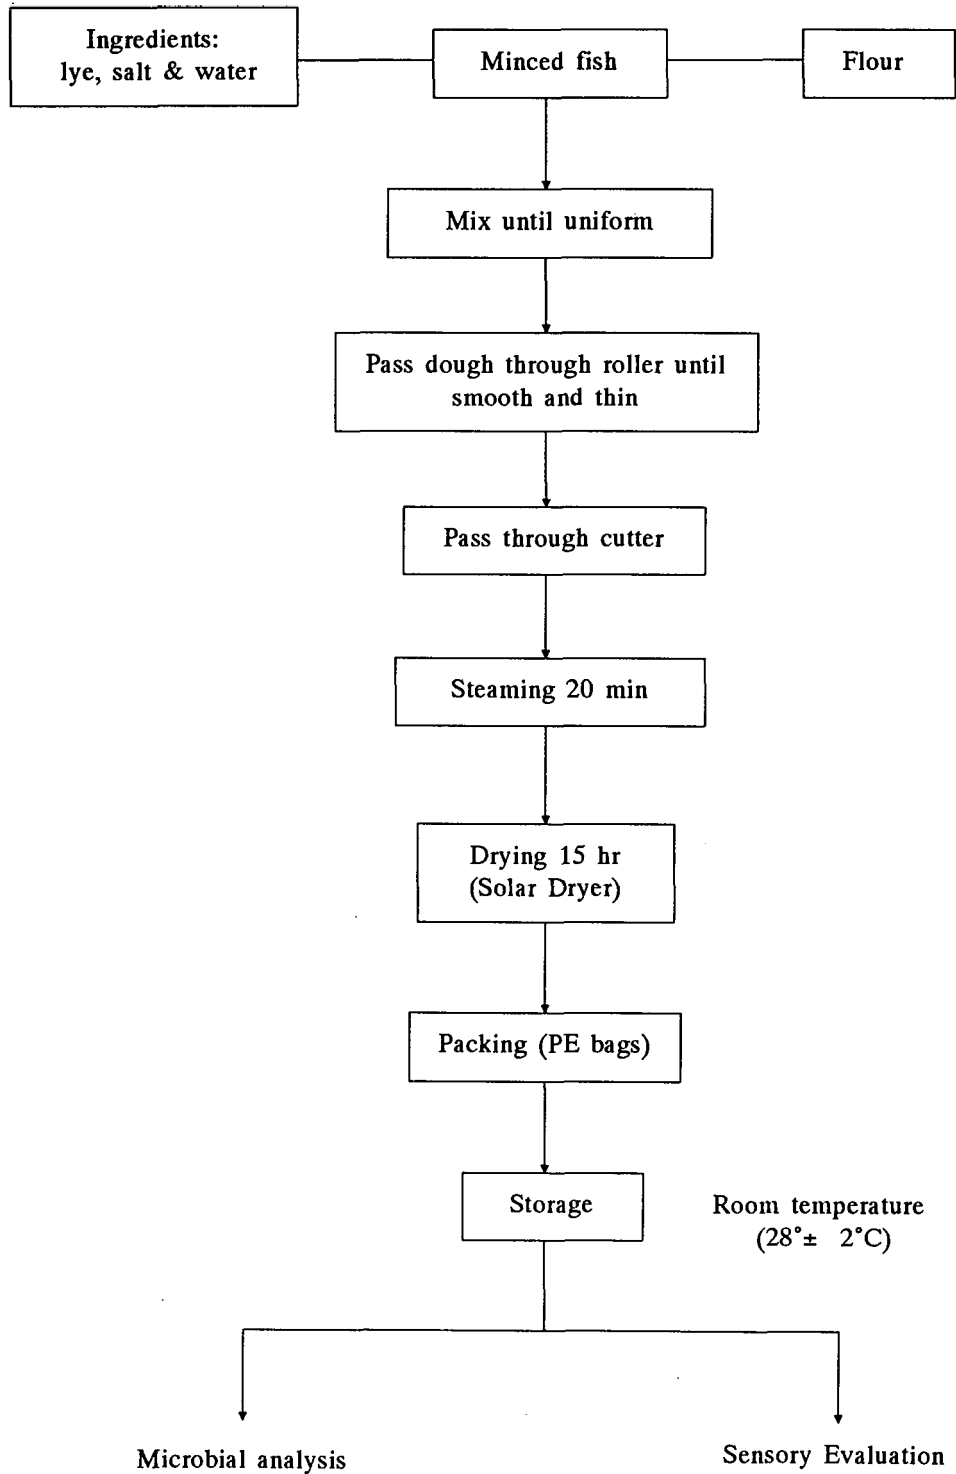 Ingredients:
lye, salt & water
Minced fish
Flour
Mix until uniform
Pass dough through roller until
smooth and thin
Pass through cutter
Steaming 20 min
Drying 15 hr
(Solar Dryer)
Packing (PE bags)
Storage
Room temperature
(28°± 2°C)
Microbial analysis
Sensory Evaluation